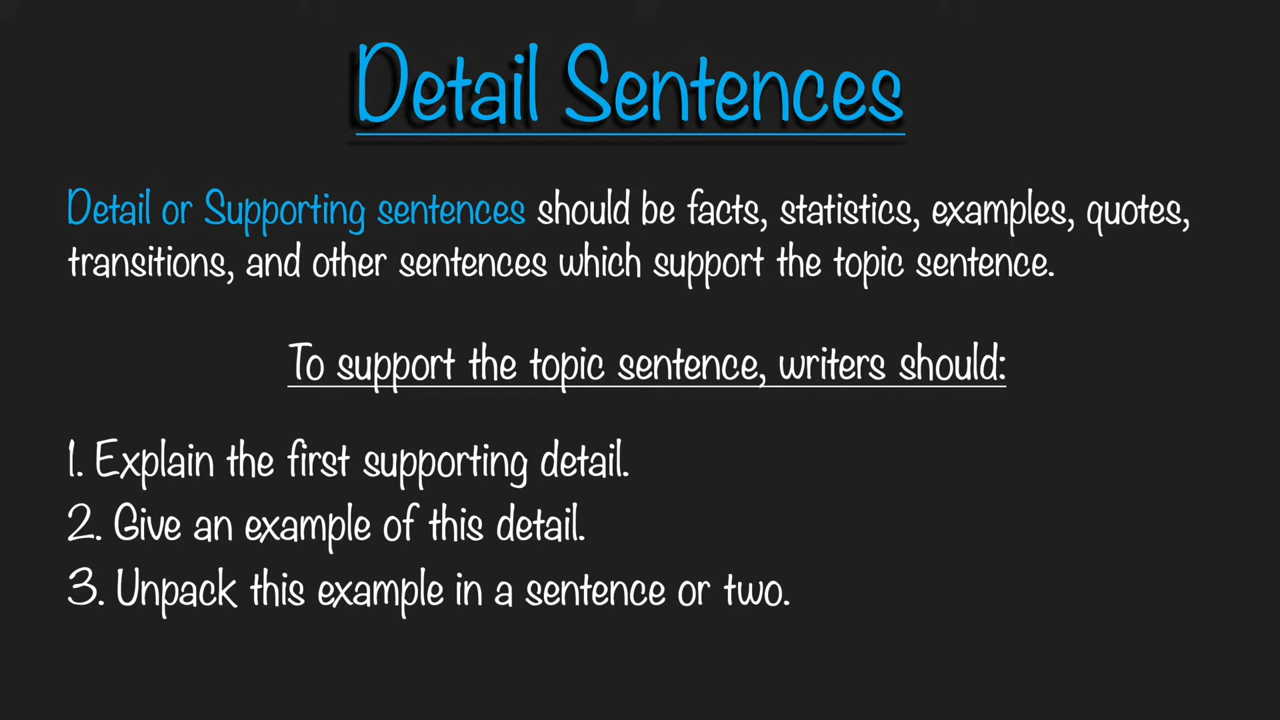 Detail Sentences
Detail or Supporting sentences should be facts, statistics, examples, quotes,
transitions, and other sentences which support the topic sentence.
To support the topic sentence, writers should:
1. Explain the first supporting detail.
2. Give an example of this detail.
3. Unpack this example in a sentence or two.